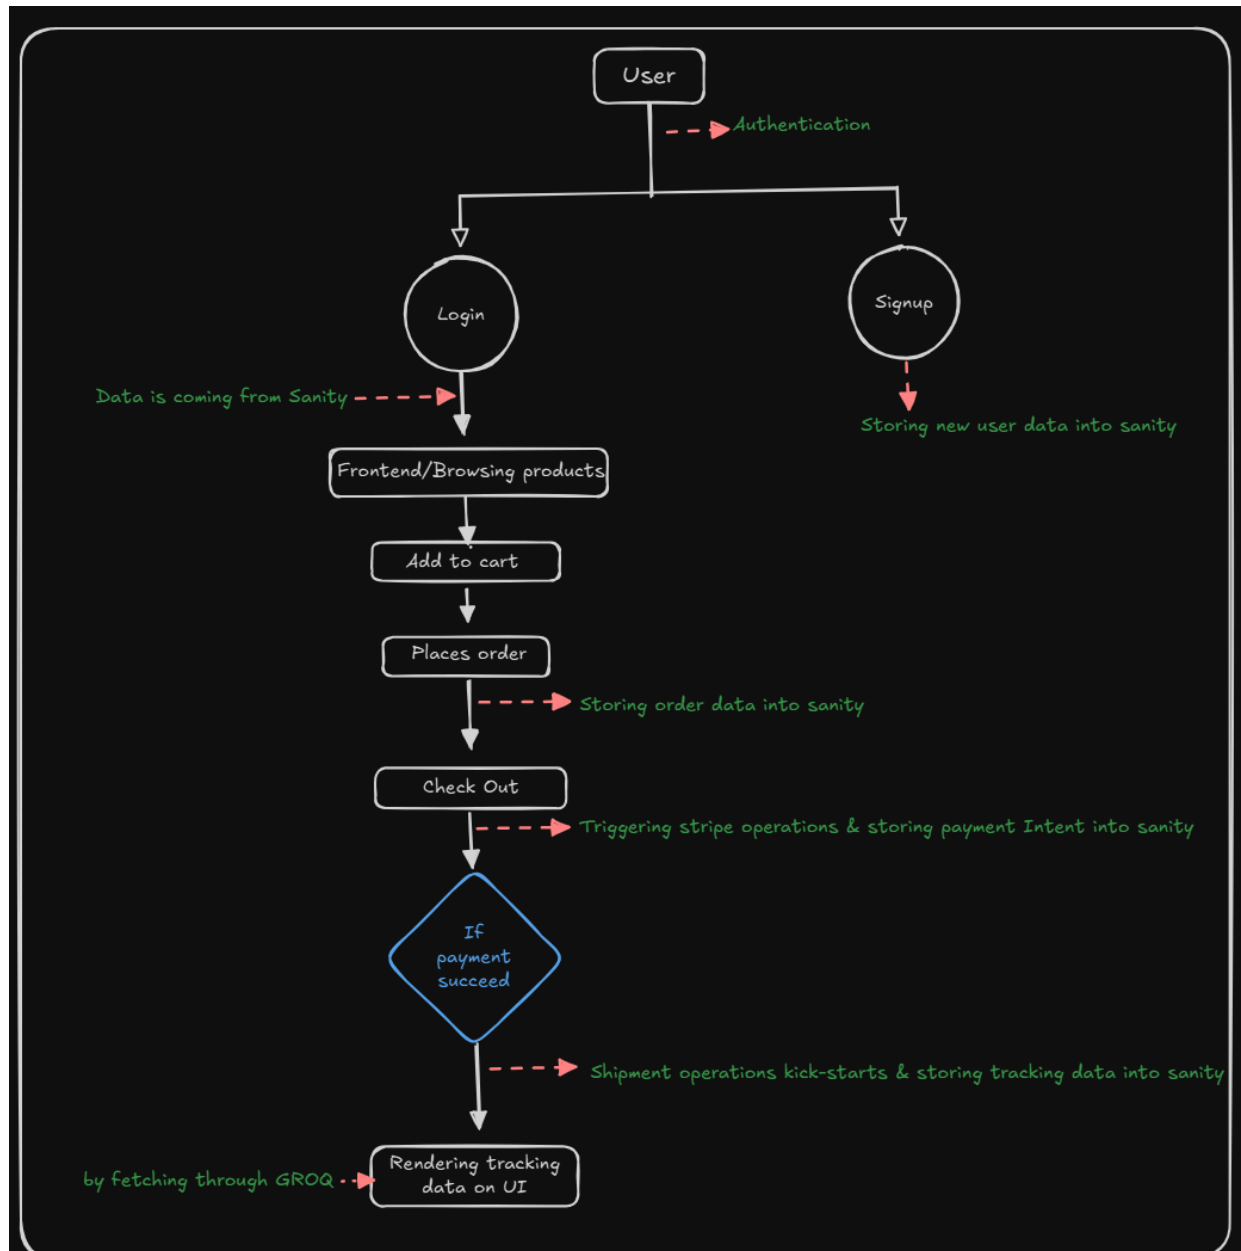 User
Authentication
Login
Signup
Data is coming from Sanity
Storing new user data into sanity
Frontend/Browsing products
Add to cart
Places order
Storing order data into sanity
Check Out
Triggering stripe operations & storing payment Intent into sanity
If
payment
succeed
Shipment operations kick-starts & storing tracking data into sanity
Rendering tracking
data on UI
by fetching through GROQ